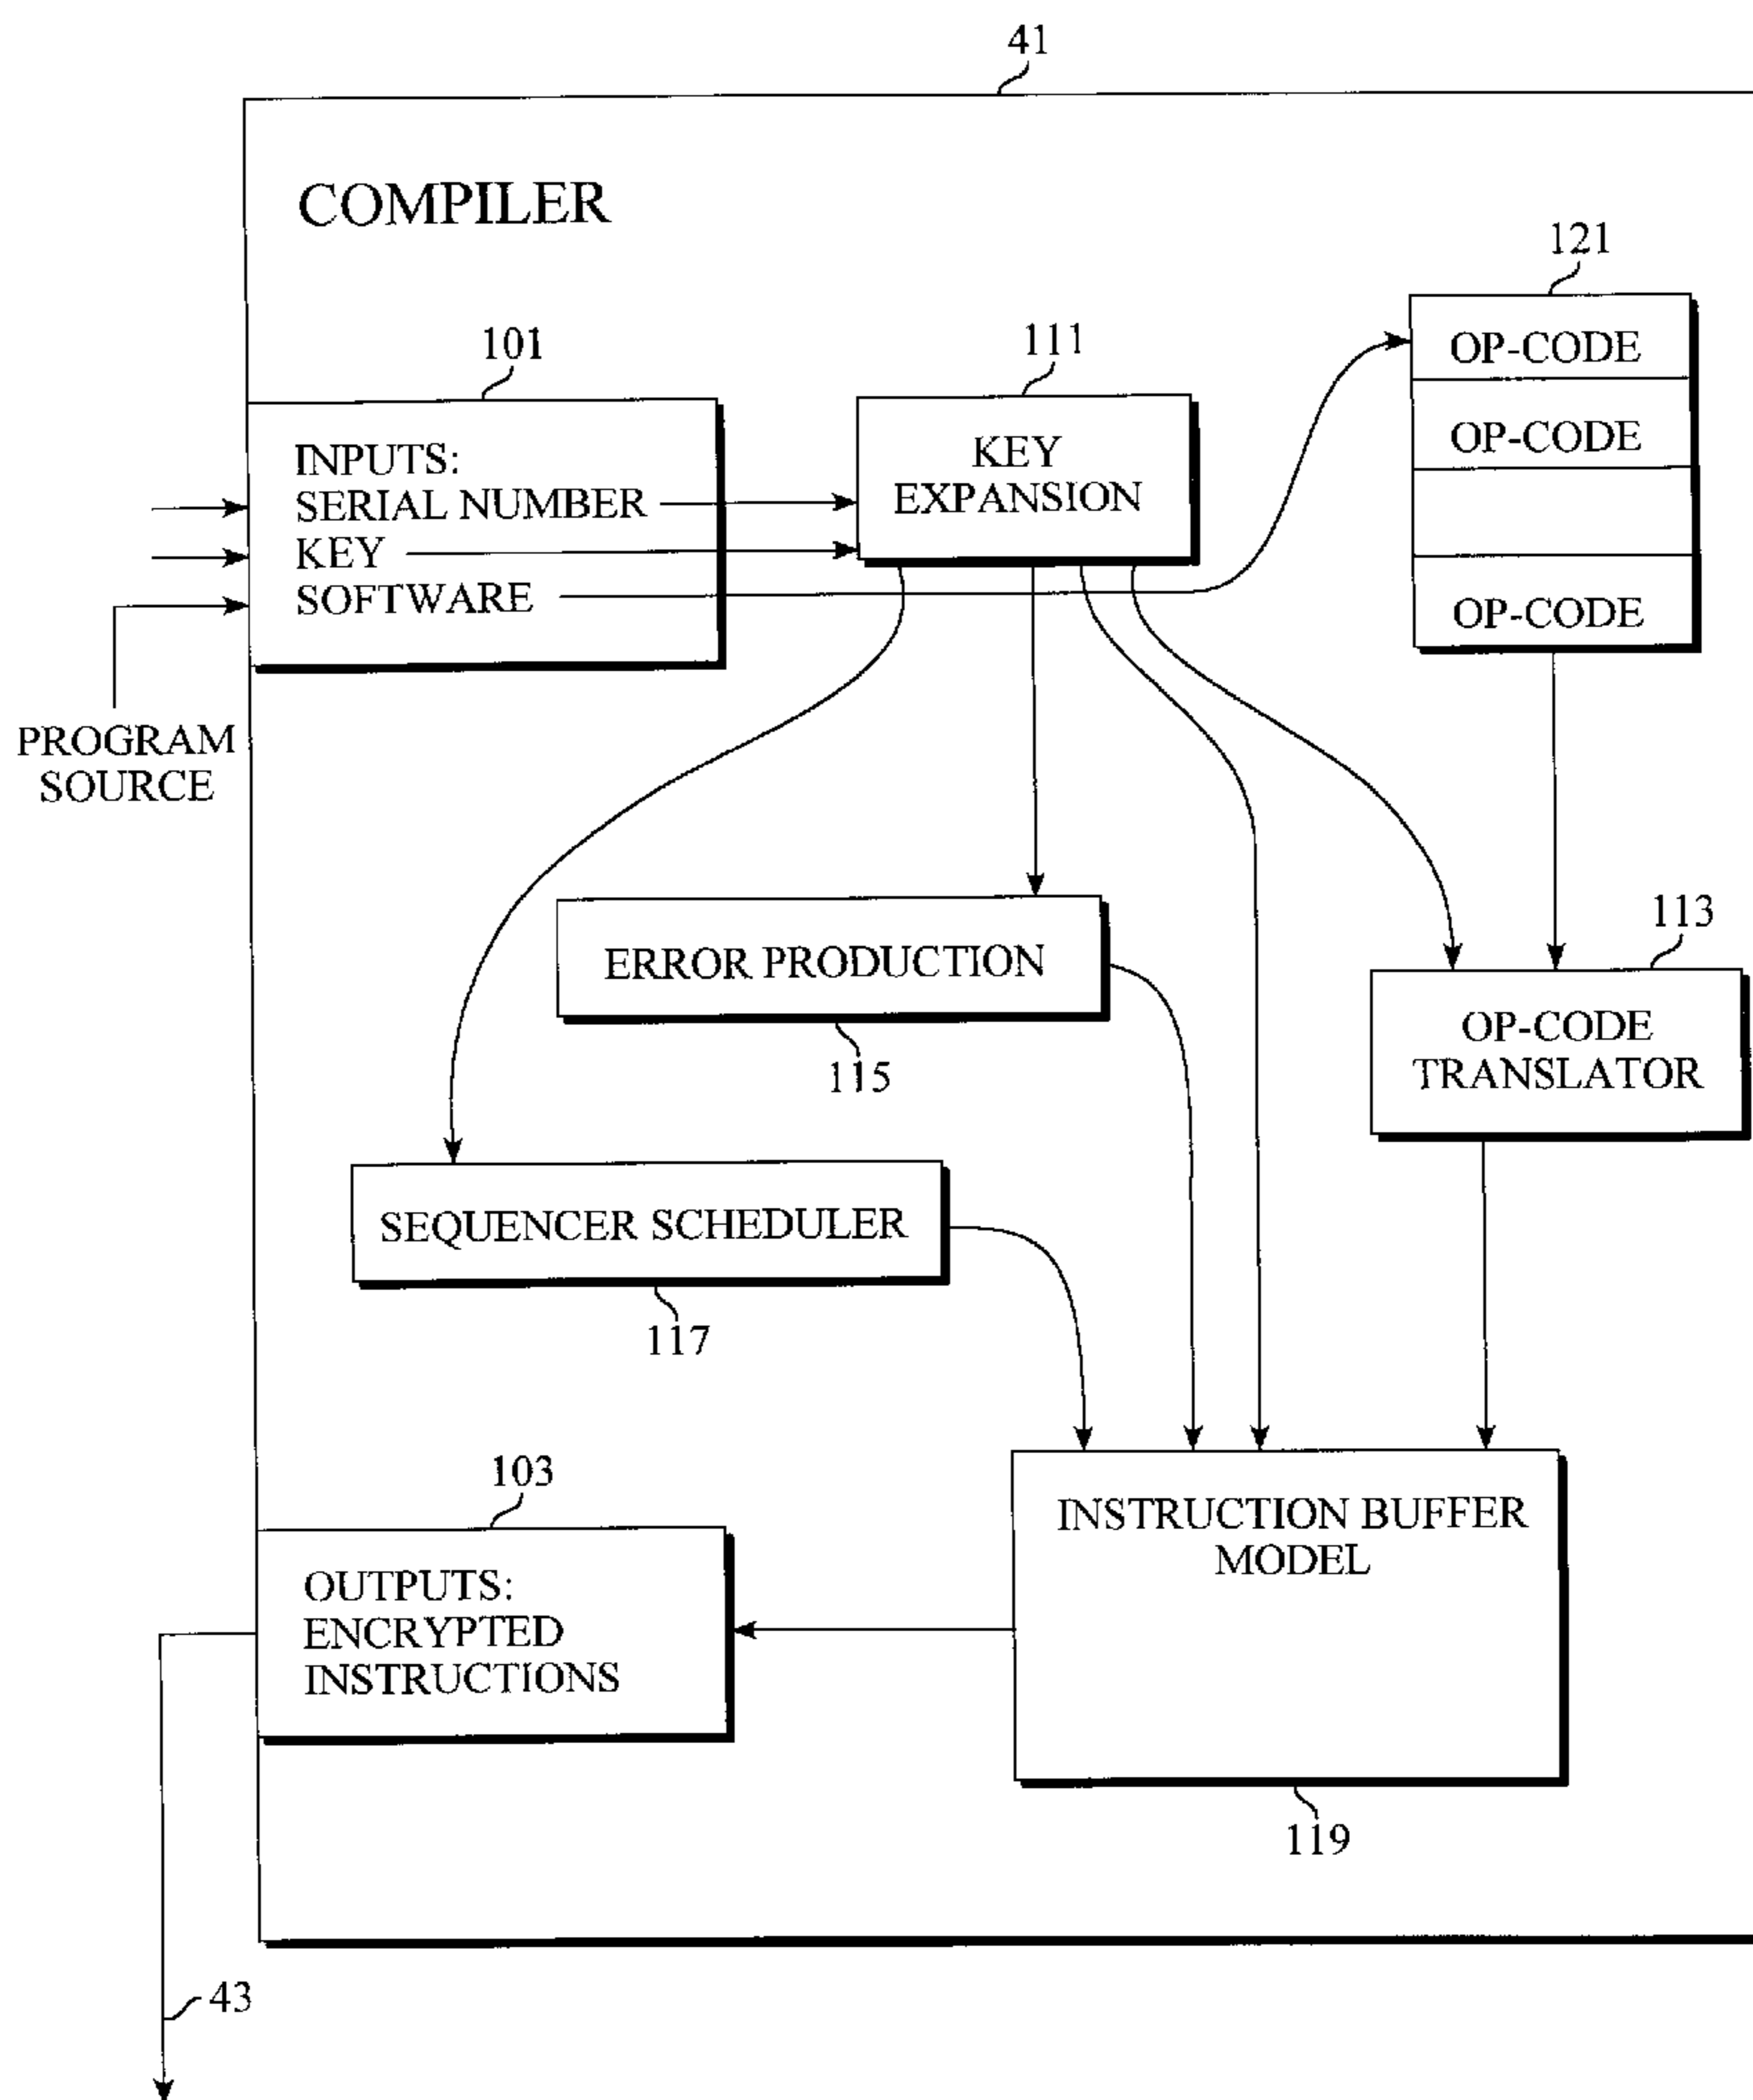 41
COMPILER
121
OP-CODE
OP-CODE
OP-CODE
101
INPUTS:
SERIAL NUMBER
KEY
SOFTWARE
111
KEY
EXPANSION
PROGRAM
SOURCE
ERROR PRODUCTION
115
113
OP-CODE
TRANSLATOR
SEQUENCER SCHEDULER
117
103
OUTPUTS:
ENCRYPTED
INSTRUCTIONS
INSTRUCTION BUFFER
MODEL
119
43